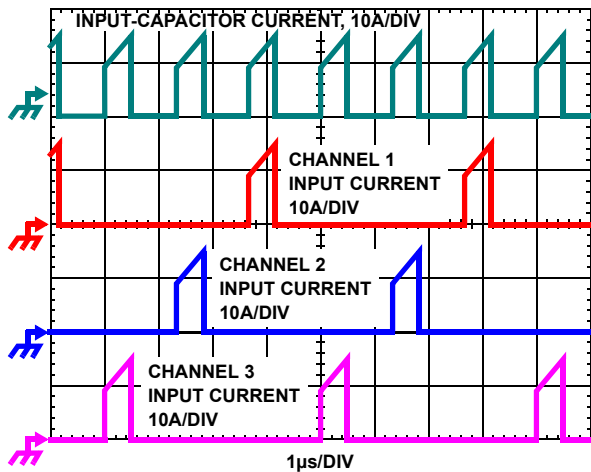 INPUT-CAPACITOR CURRENT, 10A/DIV
CHANNEL 1
INPUT CURRENT
10A/DIV
CHANNEL 2
INPUT CURRENT
10A/DIV
CHANNEL 3
INPUT CURRENT
10A/DIV
1µs/DIV